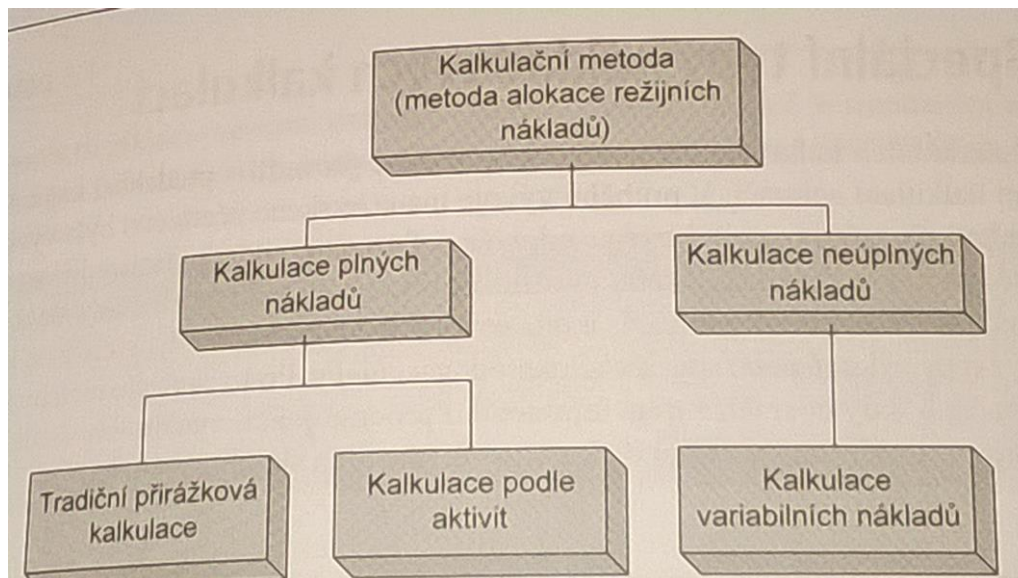 Kalkulační metoda
(metoda alokace režijních
nákladů)
Kalkulace plných
nákladů
Kalkulace neúplných
nákladů
Tradiční přirážková
kalkulace
Kalkulace podle
aktivit
Kalkulace
variabilních nákladů